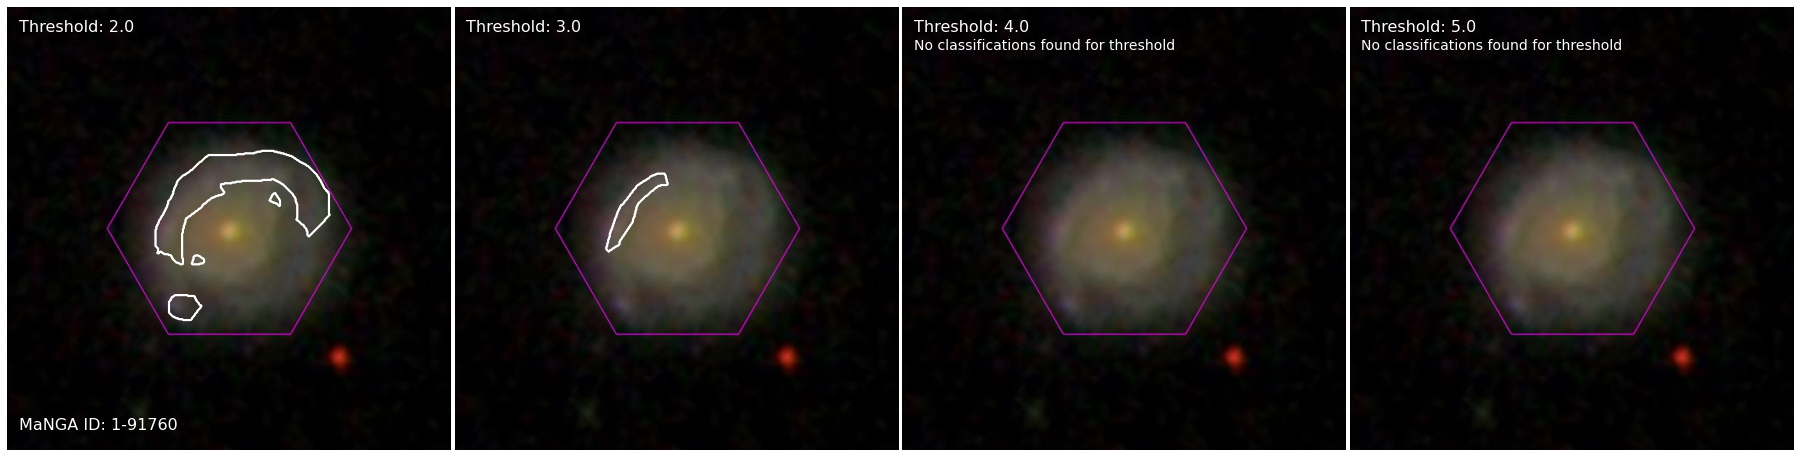 Threshold: 2.0
MaNGA ID: 1-91760
Threshold: 3.0
Threshold: 4.0
No classifications found for threshold
Threshold: 5.0
No classifications found for threshold